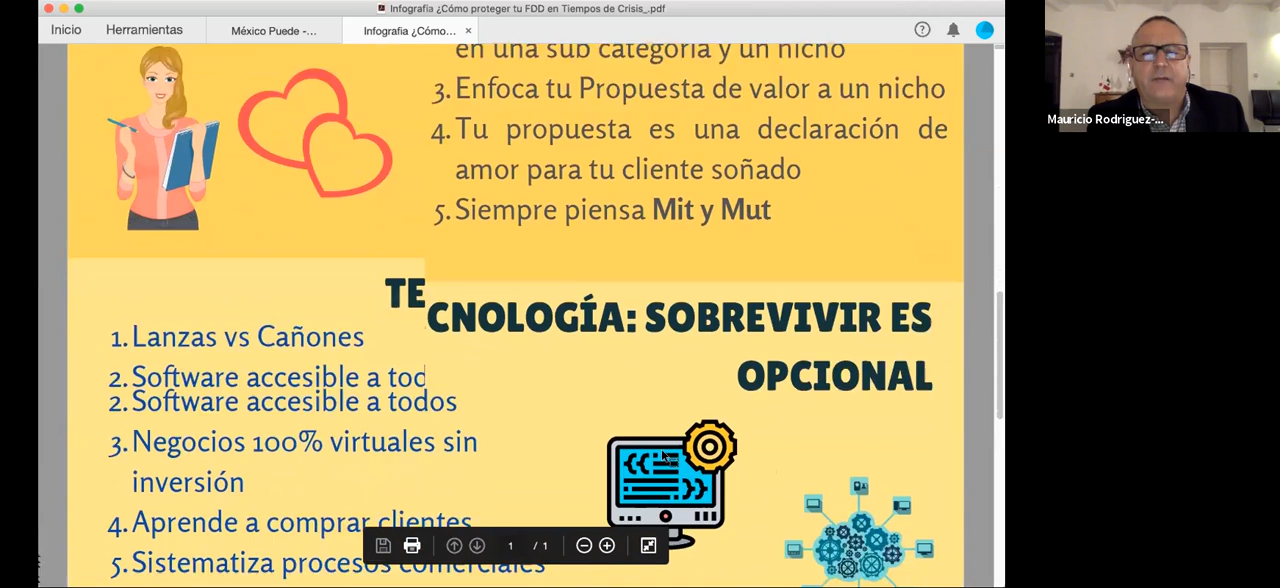 Infografia ¿Cómo proteger tu FDD en Tiempos de Crisis_.pdf
Inicio
Herramientas
México Puede -...
Infografia ¿Cómo...
×
?
Mauricio Rodriguez-...
en una sub categoría y un nicho
3. Enfoca tu Propuesta de valor a un nicho
4. Tu propuesta es una declaración de
amor para tu cliente soñado
5. Siempre piensa Mit y Mut
TE
CNOLOGÍA: SOBREVIVIR ES
OPCIONAL
1. Lanzas vs Cañones
2. Software accesible a tod
2. Software accesible a todos
3. Negocios 100% virtuales sin
inversión
4. Aprende a comprar clientes
5. Sistematiza procesos comerciales
1 / 1